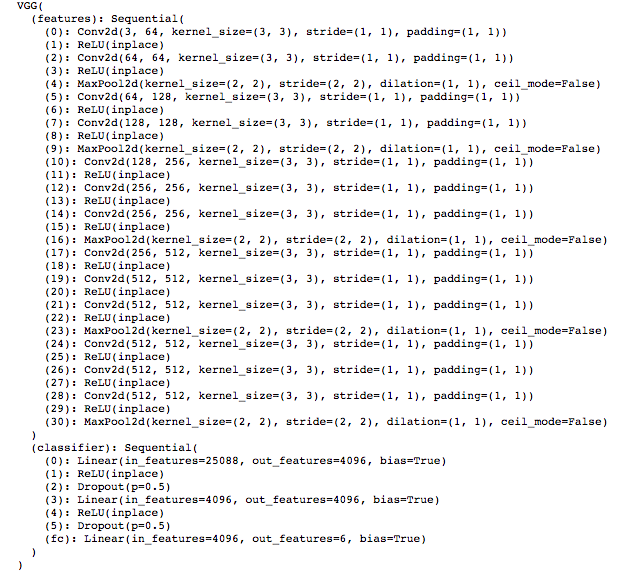 VGG(
  (features): Sequential(
    (0): Conv2d(3, 64, kernel_size=(3, 3), stride=(1, 1), padding=(1, 1))
    (1): ReLU(inplace)
    (2): Conv2d(64, 64, kernel_size=(3, 3), stride=(1, 1), padding=(1, 1))
    (3): ReLU(inplace)
    (4): MaxPool2d(kernel_size=(2, 2), stride=(2, 2), dilation=(1, 1), ceil_mode=False)
    (5): Conv2d(64, 128, kernel_size=(3, 3), stride=(1, 1), padding=(1, 1))
    (6): ReLU(inplace)
    (7): Conv2d(128, 128, kernel_size=(3, 3), stride=(1, 1), padding=(1, 1))
    (8): ReLU(inplace)
    (9): MaxPool2d(kernel_size=(2, 2), stride=(2, 2), dilation=(1, 1), ceil_mode=False)
    (10): Conv2d(128, 256, kernel_size=(3, 3), stride=(1, 1), padding=(1, 1))
    (11): ReLU(inplace)
    (12): Conv2d(256, 256, kernel_size=(3, 3), stride=(1, 1), padding=(1, 1))
    (13): ReLU(inplace)
    (14): Conv2d(256, 256, kernel_size=(3, 3), stride=(1, 1), padding=(1, 1))
    (15): ReLU(inplace)
    (16): MaxPool2d(kernel_size=(2, 2), stride=(2, 2), dilation=(1, 1), ceil_mode=False)
    (17): Conv2d(256, 512, kernel_size=(3, 3), stride=(1, 1), padding=(1, 1))
    (18): ReLU(inplace)
    (19): Conv2d(512, 512, kernel_size=(3, 3), stride=(1, 1), padding=(1, 1))
    (20): ReLU(inplace)
    (21): Conv2d(512, 512, kernel_size=(3, 3), stride=(1, 1), padding=(1, 1))
    (22): ReLU(inplace)
    (23): MaxPool2d(kernel_size=(2, 2), stride=(2, 2), dilation=(1, 1), ceil_mode=False)
    (24): Conv2d(512, 512, kernel_size=(3, 3), stride=(1, 1), padding=(1, 1))
    (25): ReLU(inplace)
    (26): Conv2d(512, 512, kernel_size=(3, 3), stride=(1, 1), padding=(1, 1))
    (27): ReLU(inplace)
    (28): Conv2d(512, 512, kernel_size=(3, 3), stride=(1, 1), padding=(1, 1))
    (29): ReLU(inplace)
    (30): MaxPool2d(kernel_size=(2, 2), stride=(2, 2), dilation=(1, 1), ceil_mode=False)
  )
  (classifier): Sequential(
    (0): Linear(in_features=25088, out_features=4096, bias=True)
    (1): ReLU(inplace)
    (2): Dropout(p=0.5)
    (3): Linear(in_features=4096, out_features=4096, bias=True)
    (4): ReLU(inplace)
    (5): Dropout(p=0.5)
    (fc): Linear(in_features=4096, out_features=6, bias=True)
  )
)